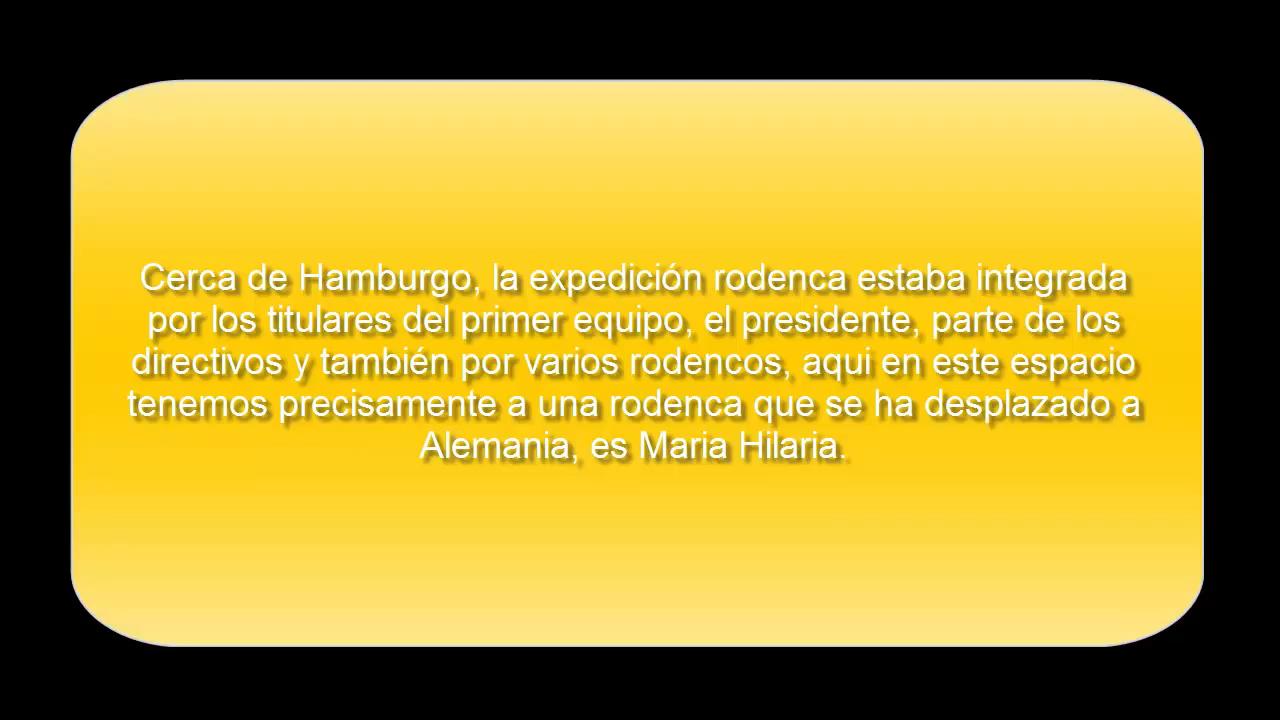 Cerca de Hamburgo, la expedición rodenca estaba integrada
por los titulares del primer equipo, el presidente, parte de los
directivos y también por varios rodencos, aqui en este espacio
tenemos precisamente a una rodenca que se ha desplazado a
Alemania, es Maria Hilaria.